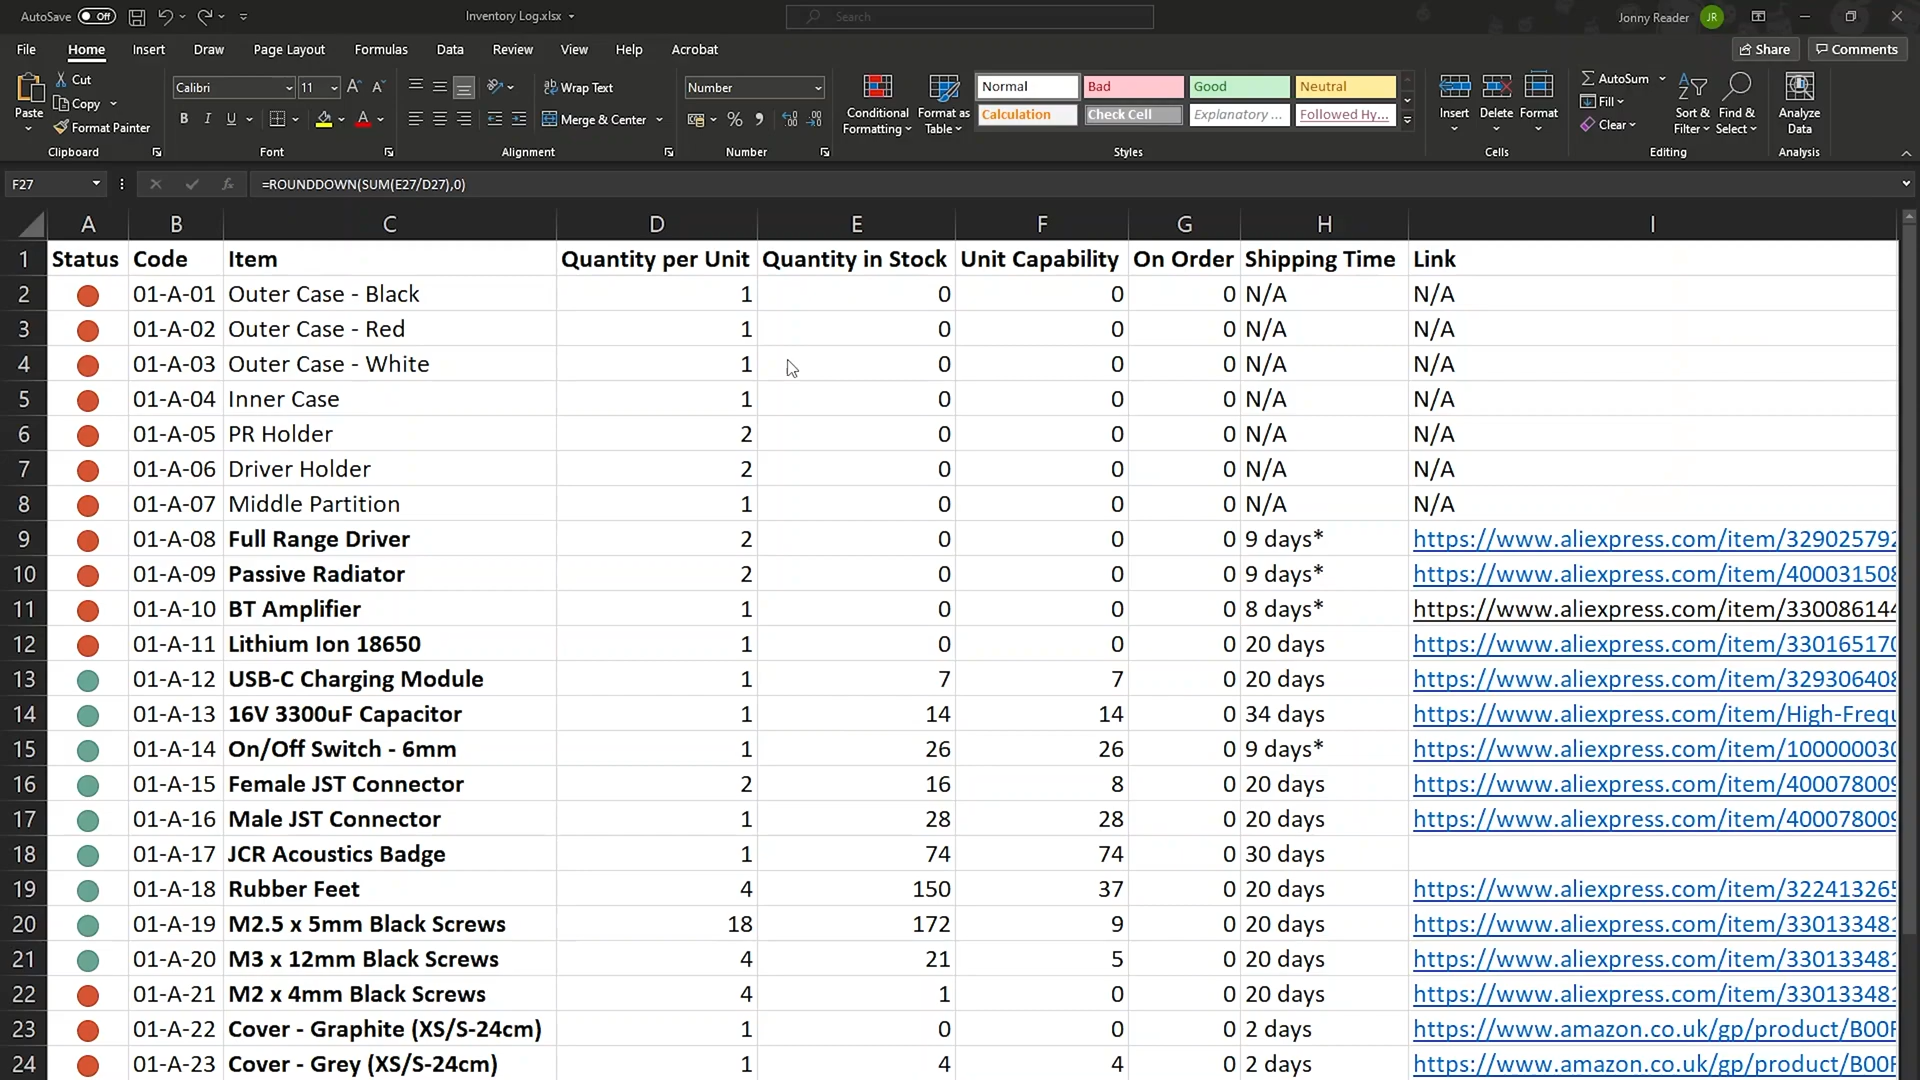 AutoSave Off Inventory Log.xlsx Search Jonny Reader JR
File Home Insert Draw Page Layout Formulas Data Review View Help Acrobat Share Comments
Paste Cut Copy Format Painter Clipboard
Calibri 11 A A B I U A Font
Wrap Text Merge & Center Alignment
Number % Number
Conditional Formatting Format as Table Normal Bad Good Neutral
Calculation Check Cell Explanatory ... Followed Hy... Styles
Insert Delete Format Cells
AutoSum Fill Clear Sort & Filter Find & Select Editing
Analyze Data Analysis
F27 fx =ROUNDDOWN(SUM(E27/D27),0)
A B C D E F G H I
1 Status Code Item Quantity per Unit Quantity in Stock Unit Capability On Order Shipping Time Link
2 01-A-01 Outer Case - Black 1 0 0 0 N/A N/A
3 01-A-02 Outer Case - Red 1 0 0 0 N/A N/A
4 01-A-03 Outer Case - White 1 0 0 0 N/A N/A
5 01-A-04 Inner Case 1 0 0 0 N/A N/A
6 01-A-05 PR Holder 2 0 0 0 N/A N/A
7 01-A-06 Driver Holder 2 0 0 0 N/A N/A
8 01-A-07 Middle Partition 1 0 0 0 N/A N/A
9 01-A-08 Full Range Driver 2 0 0 0 9 days* https://www.aliexpress.com/item/329025792
10 01-A-09 Passive Radiator 2 0 0 0 9 days* https://www.aliexpress.com/item/400031508
11 01-A-10 BT Amplifier 1 0 0 0 8 days* https://www.aliexpress.com/item/330086144
12 01-A-11 Lithium Ion 18650 1 0 0 0 20 days https://www.aliexpress.com/item/330165170
13 01-A-12 USB-C Charging Module 1 7 7 0 20 days https://www.aliexpress.com/item/329306408
14 01-A-13 16V 3300uF Capacitor 1 14 14 0 34 days https://www.aliexpress.com/item/High-Frequ
15 01-A-14 On/Off Switch - 6mm 1 26 26 0 9 days* https://www.aliexpress.com/item/100000030
16 01-A-15 Female JST Connector 2 16 8 0 20 days https://www.aliexpress.com/item/400078009
17 01-A-16 Male JST Connector 1 28 28 0 20 days https://www.aliexpress.com/item/400078009
18 01-A-17 JCR Acoustics Badge 1 74 74 0 30 days
19 01-A-18 Rubber Feet 4 150 37 0 20 days https://www.aliexpress.com/item/322413265
20 01-A-19 M2.5 x 5mm Black Screws 18 172 9 0 20 days https://www.aliexpress.com/item/330133481
21 01-A-20 M3 x 12mm Black Screws 4 21 5 0 20 days https://www.aliexpress.com/item/330133481
22 01-A-21 M2 x 4mm Black Screws 4 1 0 0 20 days https://www.aliexpress.com/item/330133481
23 01-A-22 Cover - Graphite (XS/S-24cm) 1 0 0 0 2 days https://www.amazon.co.uk/gp/product/B00F
24 01-A-23 Cover - Grey (XS/S-24cm) 1 4 4 0 2 days https://www.amazon.co.uk/gp/product/B00F